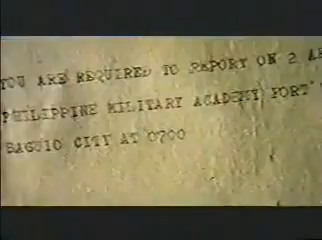 YOU ARE REQUIRED TO REPORT ON 2
PHILIPPINE MILITARY ACADEMY FORT
BAGUIO CITY AT 0700